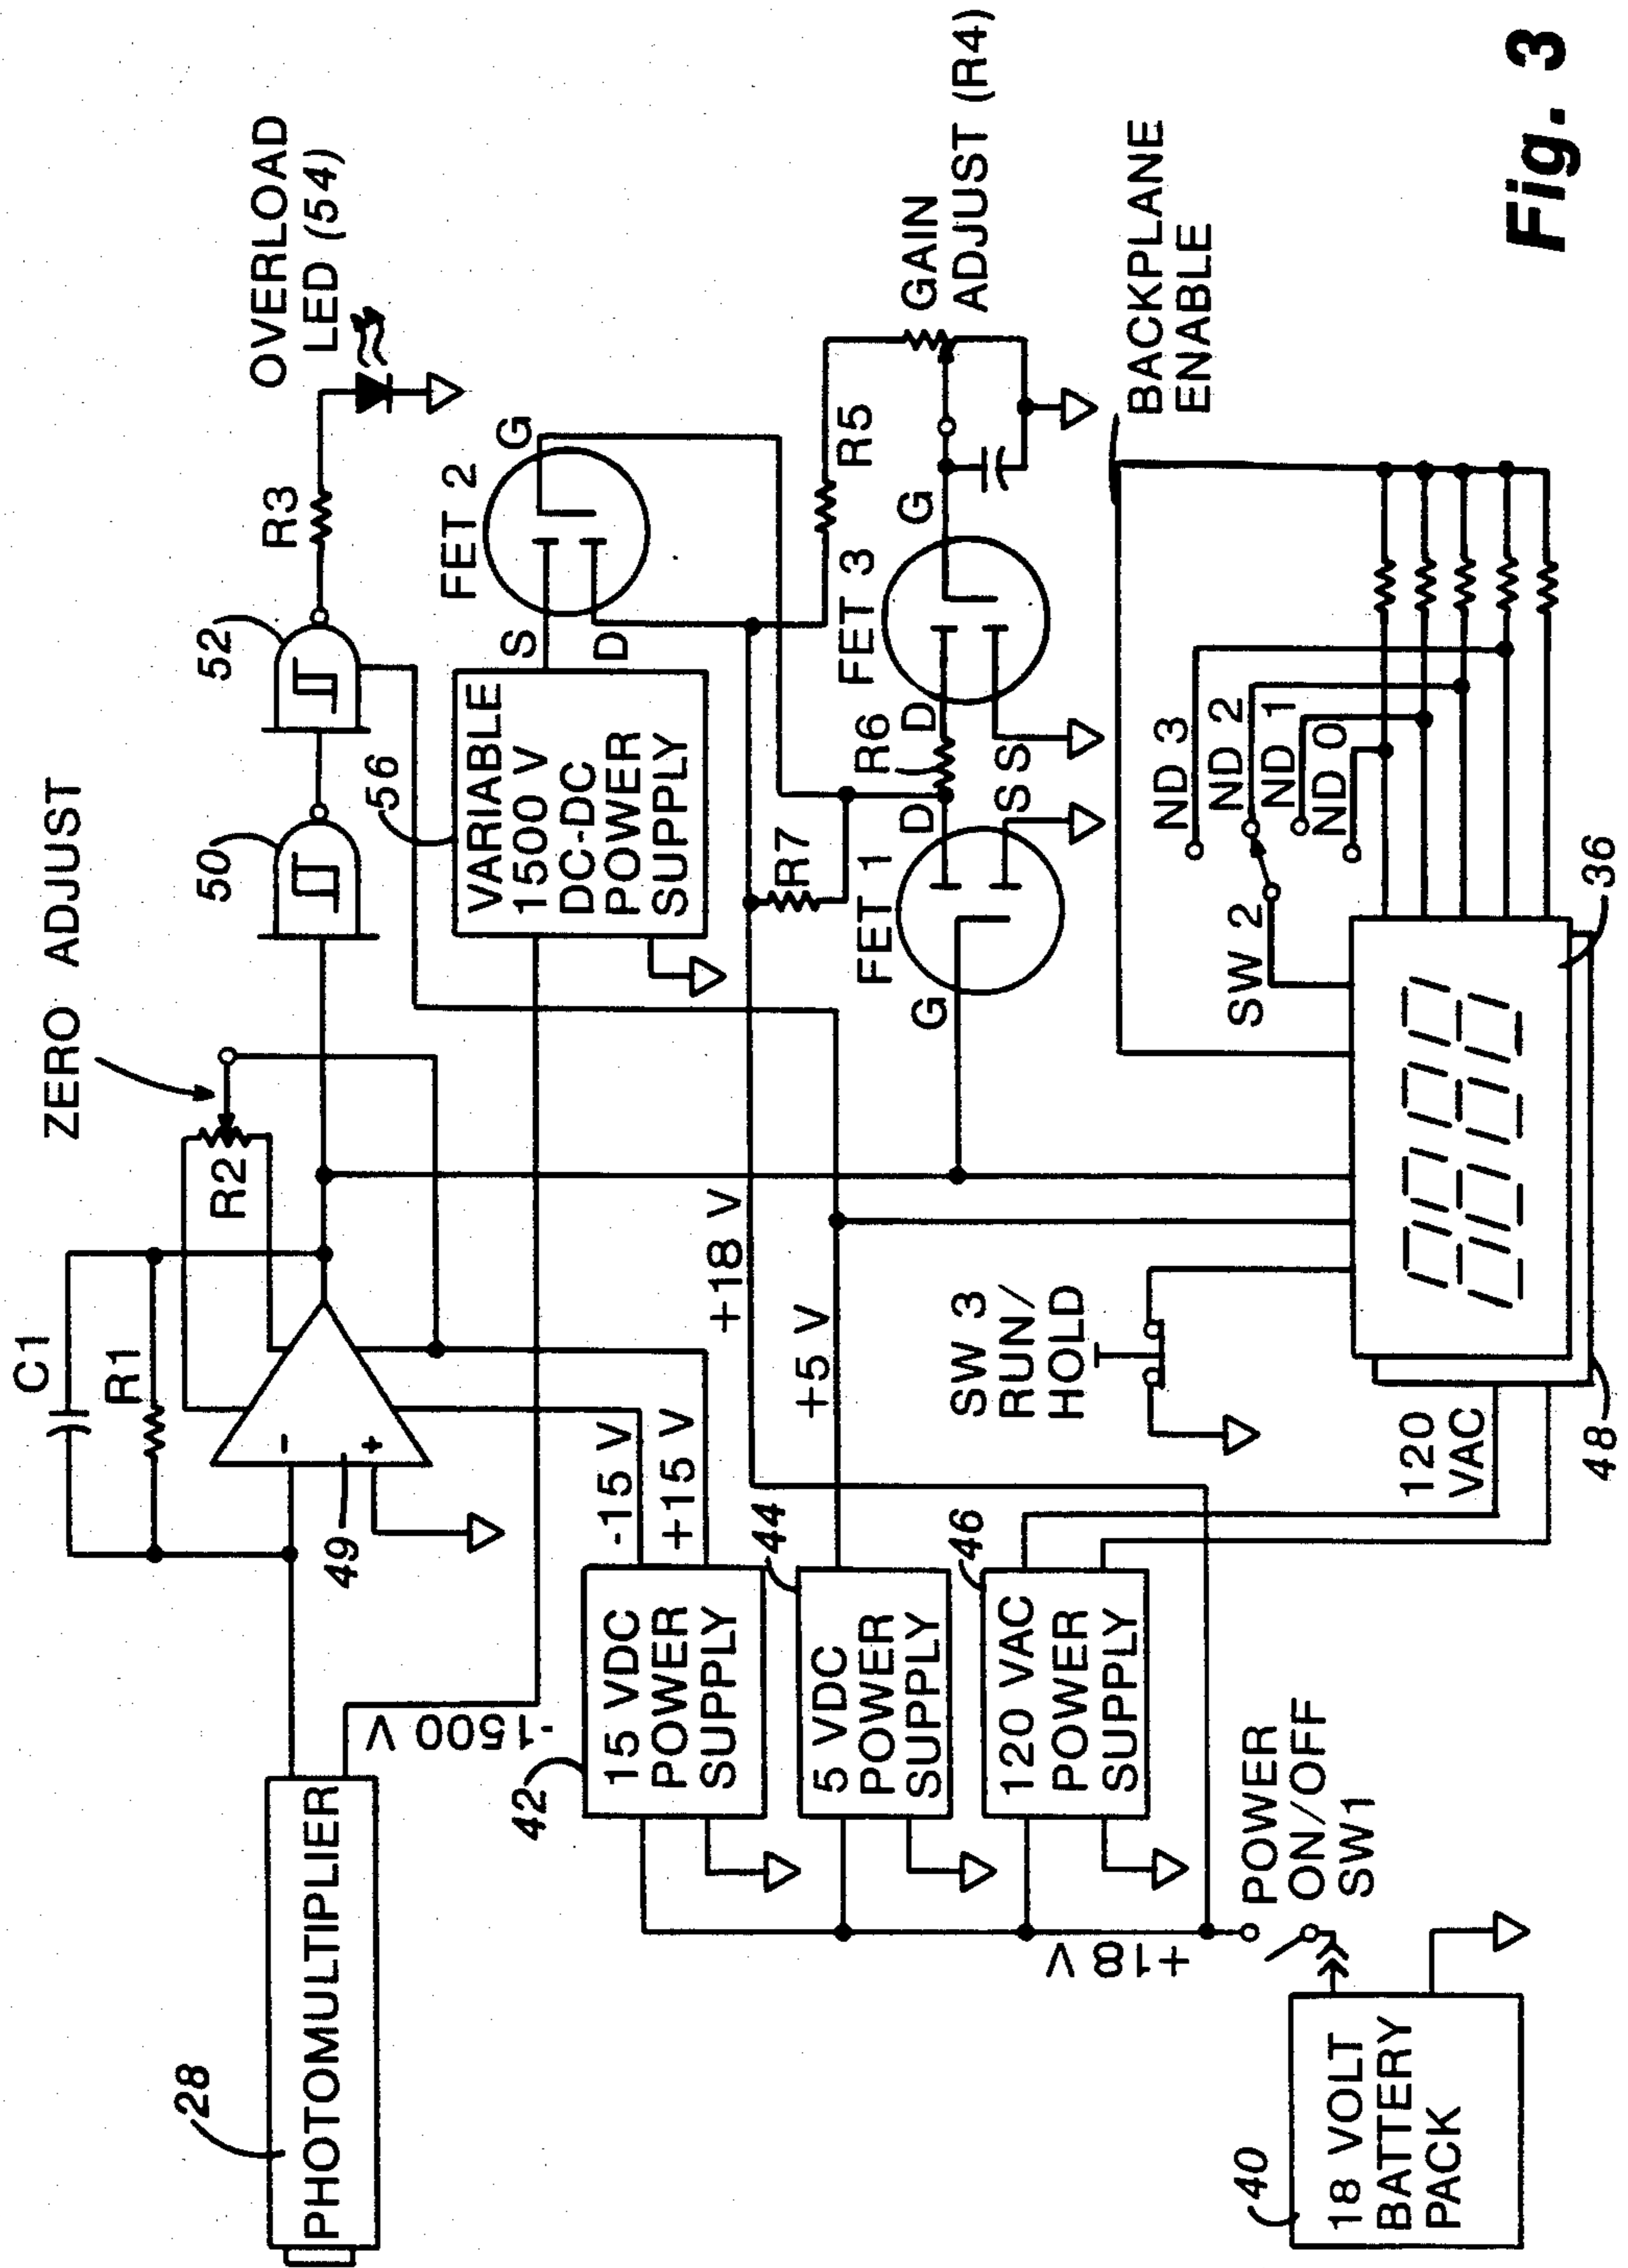 ZERO ADJUST
C1
R1
R2
49
50
52
R3
OVERLOAD
LED (54)
28
PHOTOMULTIPLIER
-1500 V
56
VARIABLE
1500 V
DC-DC
POWER
SUPPLY
S
D
FET 2
G
42
15 VDC
POWER
SUPPLY
-15 V
+15 V
+18 V
44
5 VDC
POWER
SUPPLY
+5 V
46
120 VAC
POWER
SUPPLY
R7
FET 1
G
D
S
R6
D
S
FET 3
G
R5
GAIN
ADJUST (R4)
+18 V
POWER
ON/OFF
SW1
40
18 VOLT
BATTERY
PACK
SW 3
RUN/
HOLD
120
VAC
48
36
SW 2
ND 3
ND 2
ND 1
ND 0
BACKPLANE
ENABLE
Fig. 3